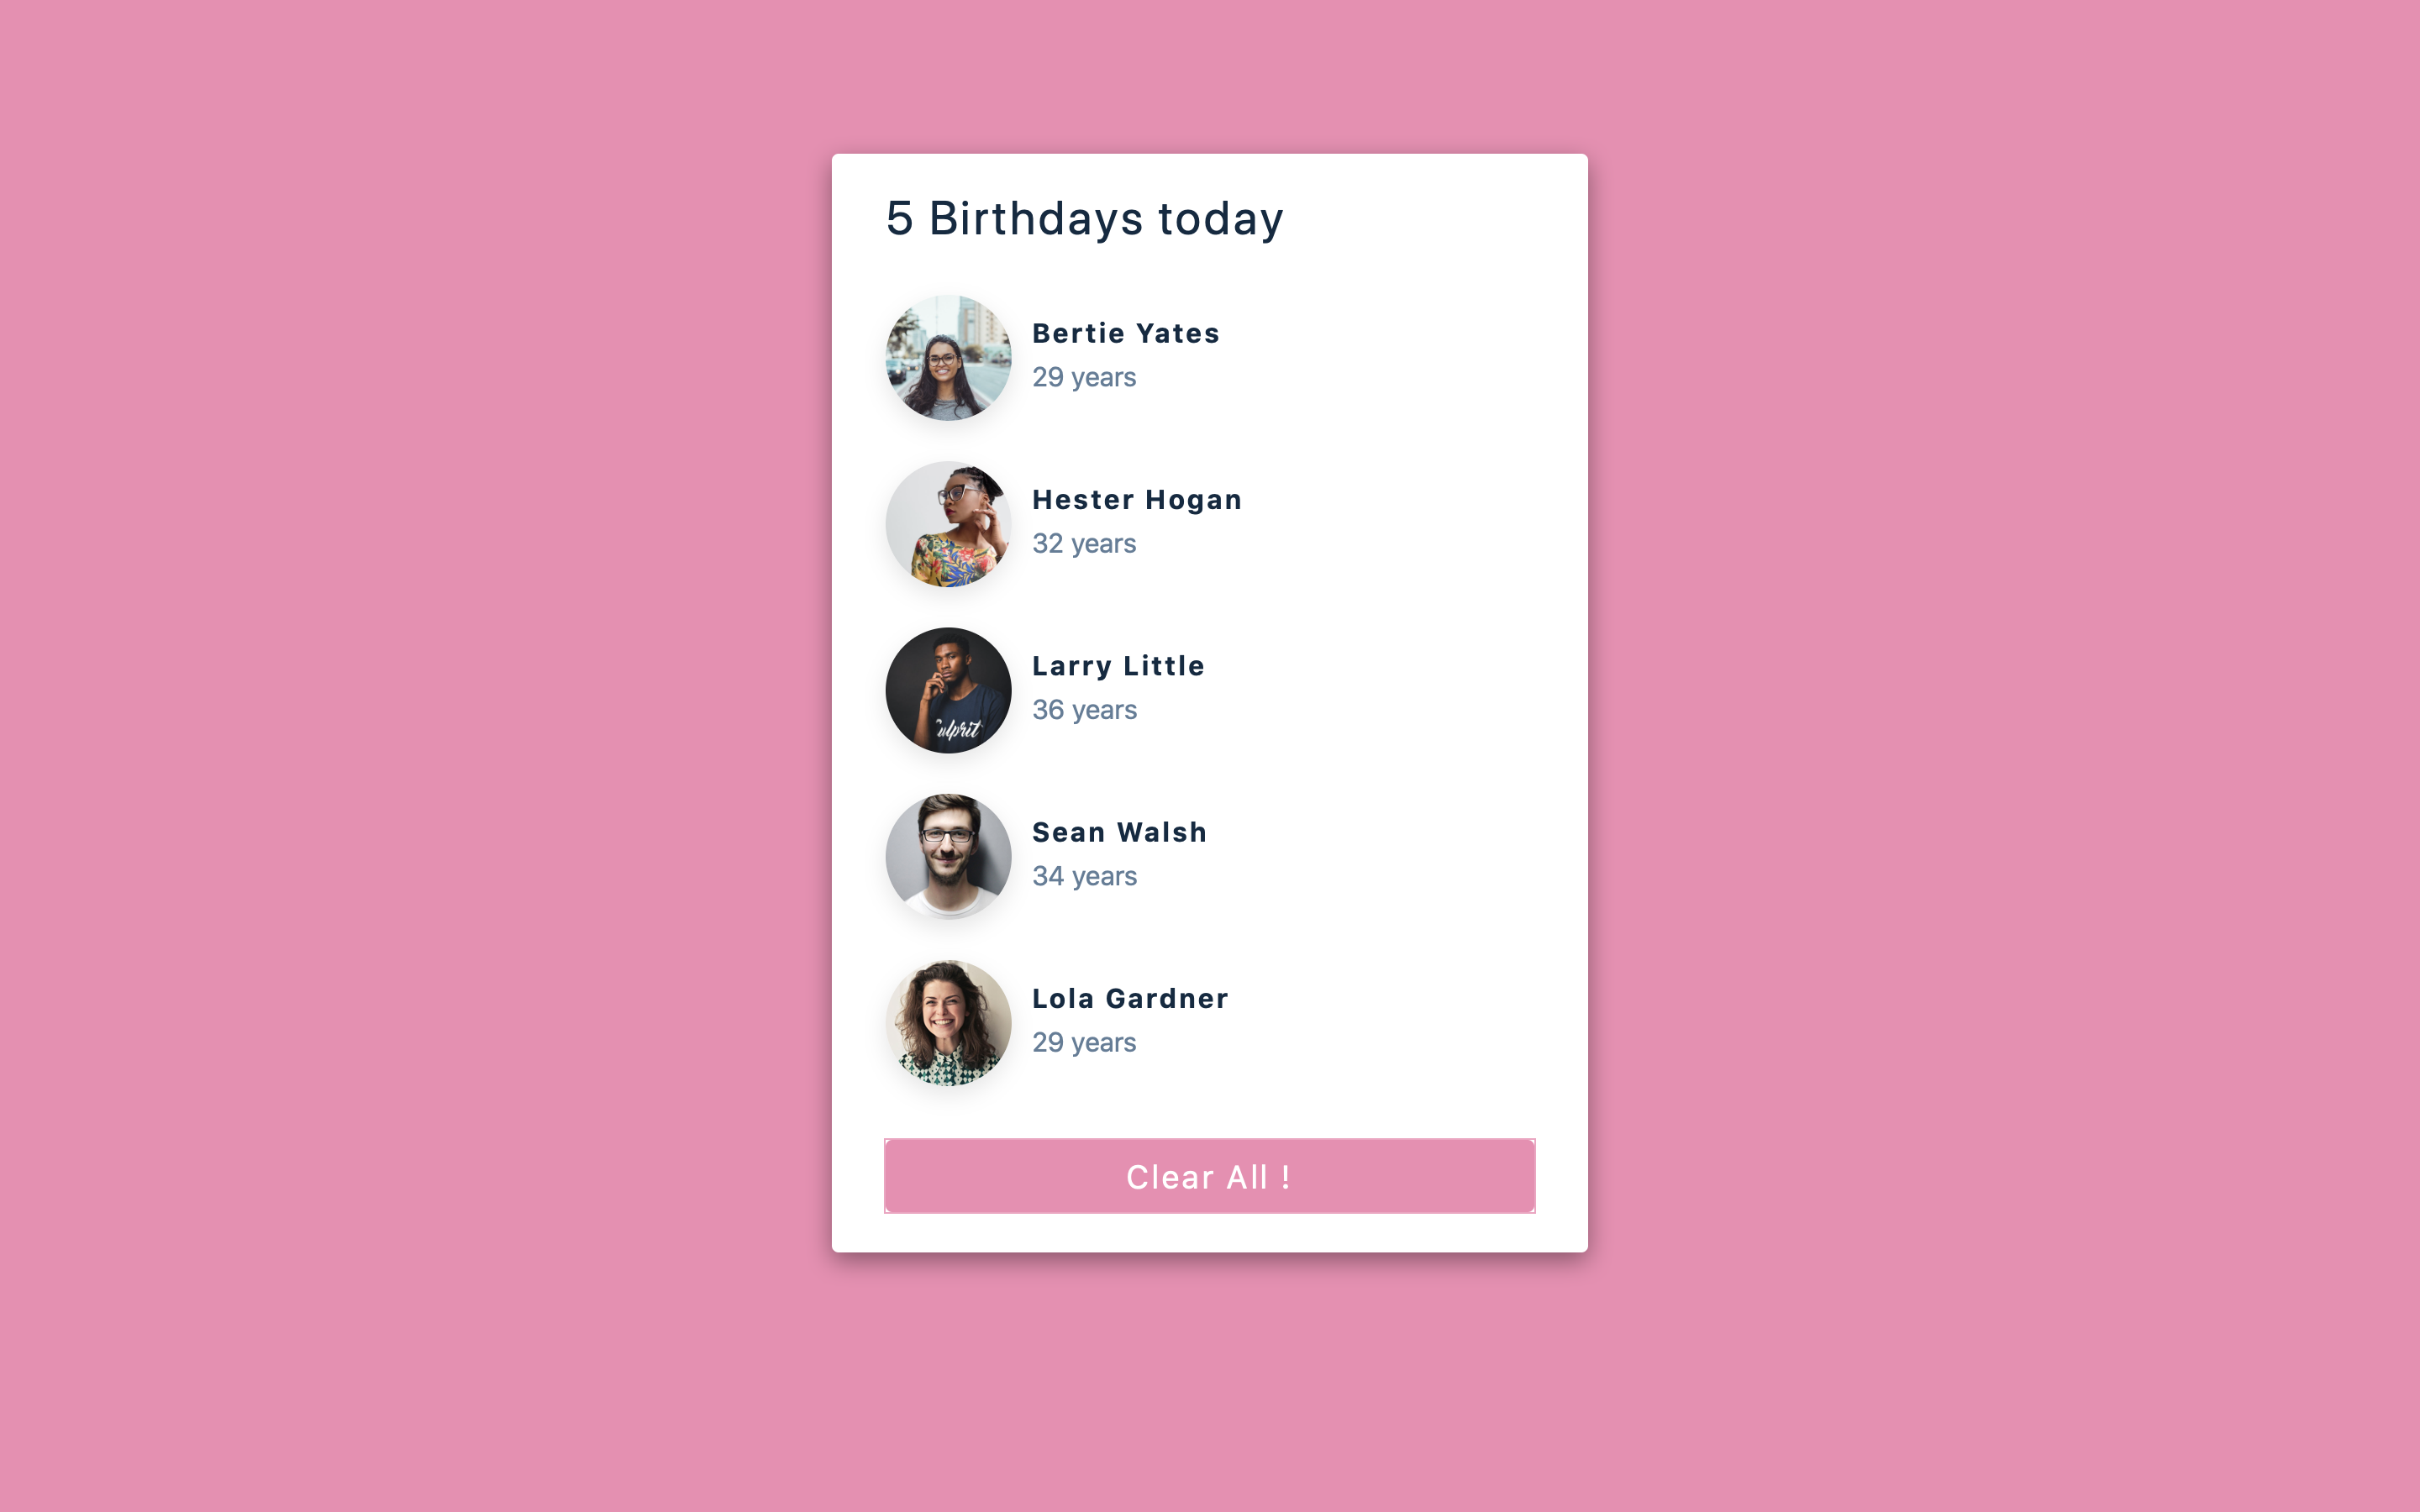 5 Birthdays today
Bertie Yates
29 years
Hester Hogan
32 years
Larry Little
36 years
ulprit
Sean Walsh
34 years
Lola Gardner
29 years
Clear All !